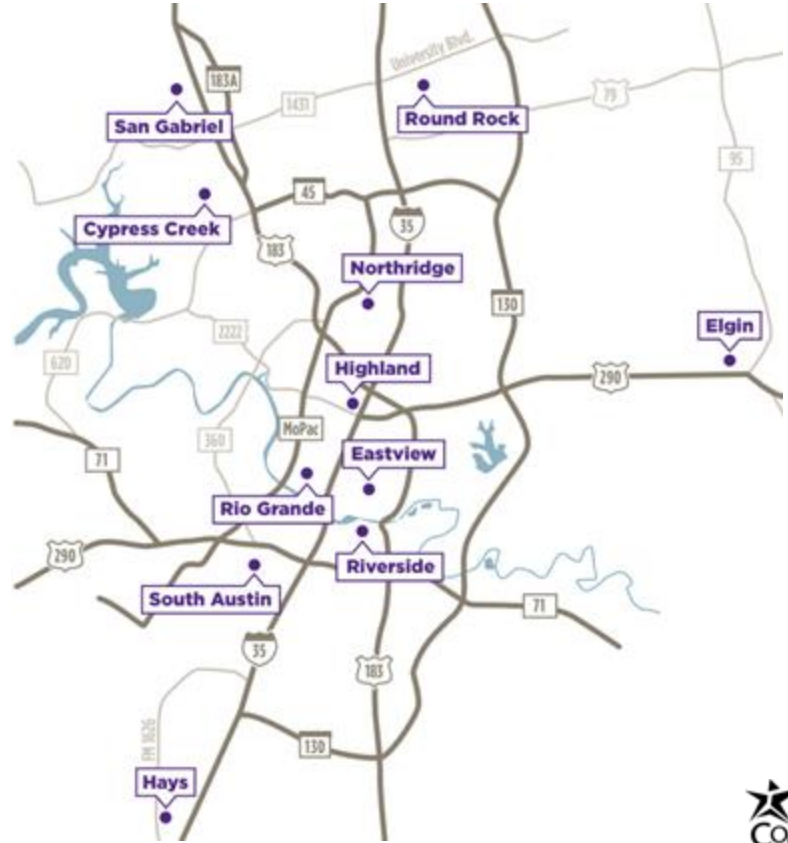 University Blvd.
183A
79
San Gabriel
1431
Round Rock
95
45
Cypress Creek
35
183
Northridge
130
Elgin
2222
620
Highland
290
MoPac
360
71
Eastview
Rio Grande
290
Riverside
South Austin
71
35
183
FM 1626
130
Hays
Co